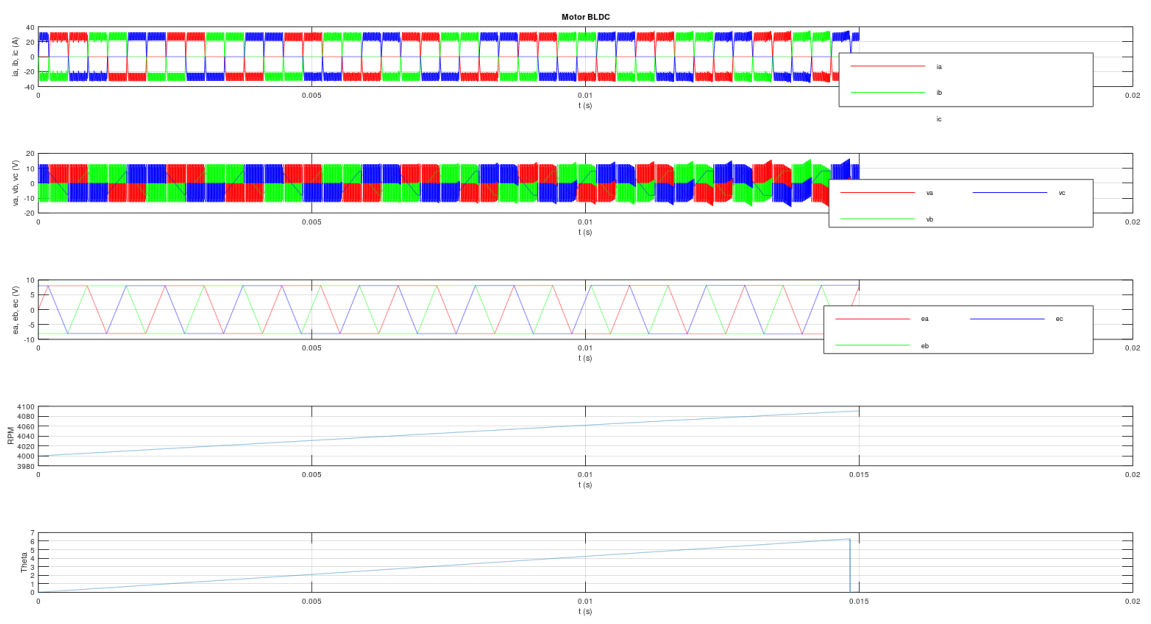 Motor BLDC
ia, ib, ic (A)
40
20
0
-20
-40
0
0.005
0.01
0.02
t (s)
ia
ib
ic
va, vb, vc (V)
20
10
0
-10
-20
0
0.005
0.01
0.02
t (s)
va
vc
vb
ea, eb, ec (V)
10
5
0
-5
-10
0
0.005
0.01
0.015
0.02
t (s)
ea
ec
eb
RPM
4100
4080
4060
4040
4020
4000
3980
0
0.005
0.01
0.015
0.02
t (s)
Theta
7
6
5
4
3
2
1
0
0
0.005
0.01
0.015
0.02
t (s)